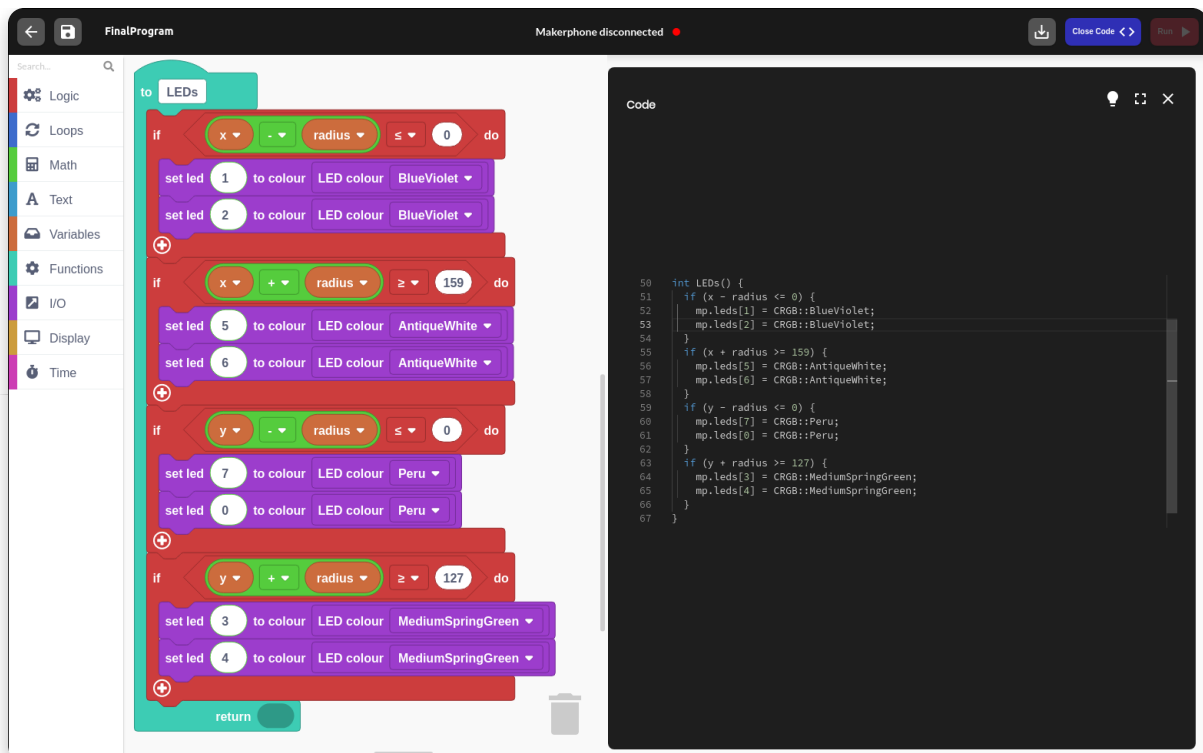 FinalProgram
Makerphone disconnected
Close Code < >
Run
Search...
Logic
Loops
Math
Text
Variables
Functions
I/O
Display
Time
to LEDs
if x - radius ≤ 0 do
set led 1 to colour LED colour BlueViolet
set led 2 to colour LED colour BlueViolet
if x + radius ≥ 159 do
set led 5 to colour LED colour AntiqueWhite
set led 6 to colour LED colour AntiqueWhite
if y - radius ≤ 0 do
set led 7 to colour LED colour Peru
set led 0 to colour LED colour Peru
if y + radius ≥ 127 do
set led 3 to colour LED colour MediumSpringGreen
set led 4 to colour LED colour MediumSpringGreen
return
Code
50 int LEDs() {
51 if (x - radius <= 0) {
52 mp.leds[1] = CRGB::BlueViolet;
53 mp.leds[2] = CRGB::BlueViolet;
54 }
55 if (x + radius >= 159) {
56 mp.leds[5] = CRGB::AntiqueWhite;
57 mp.leds[6] = CRGB::AntiqueWhite;
58 }
59 if (y - radius <= 0) {
60 mp.leds[7] = CRGB::Peru;
61 mp.leds[0] = CRGB::Peru;
62 }
63 if (y + radius >= 127) {
64 mp.leds[3] = CRGB::MediumSpringGreen;
65 mp.leds[4] = CRGB::MediumSpringGreen;
66 }
67 }